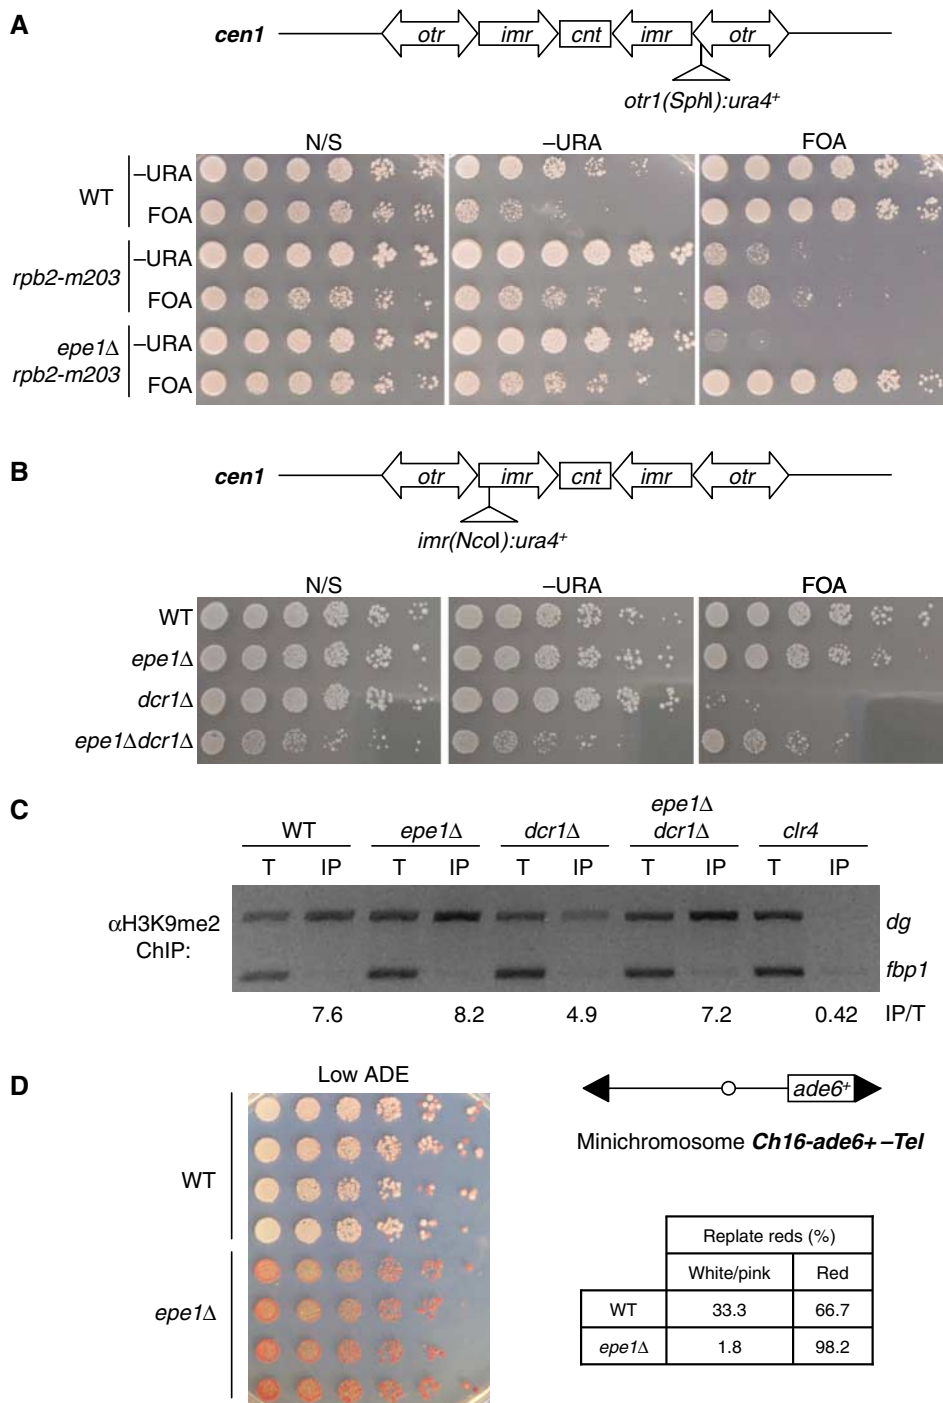 A
cen1 otr imr cnt imr otr
otr1(SphI):ura4+
N/S –URA FOA
WT –URA
FOA
rpb2-m203 –URA
FOA
epe1Δ rpb2-m203 –URA
FOA
B
cen1 otr imr cnt imr otr
imr(NcoI):ura4+
N/S –URA FOA
WT
epe1Δ
dcr1Δ
epe1Δdcr1Δ
C
WT epe1Δ dcr1Δ epe1Δ dcr1Δ clr4
T IP T IP T IP T IP T IP
αH3K9me2 ChIP:
dg
fbp1
7.6 8.2 4.9 7.2 0.42 IP/T
D
Low ADE
WT
epe1Δ
ade6+
Minichromosome Ch16-ade6+ –Tel
Replate reds (%)
White/pink Red
WT 33.3 66.7
epe1Δ 1.8 98.2